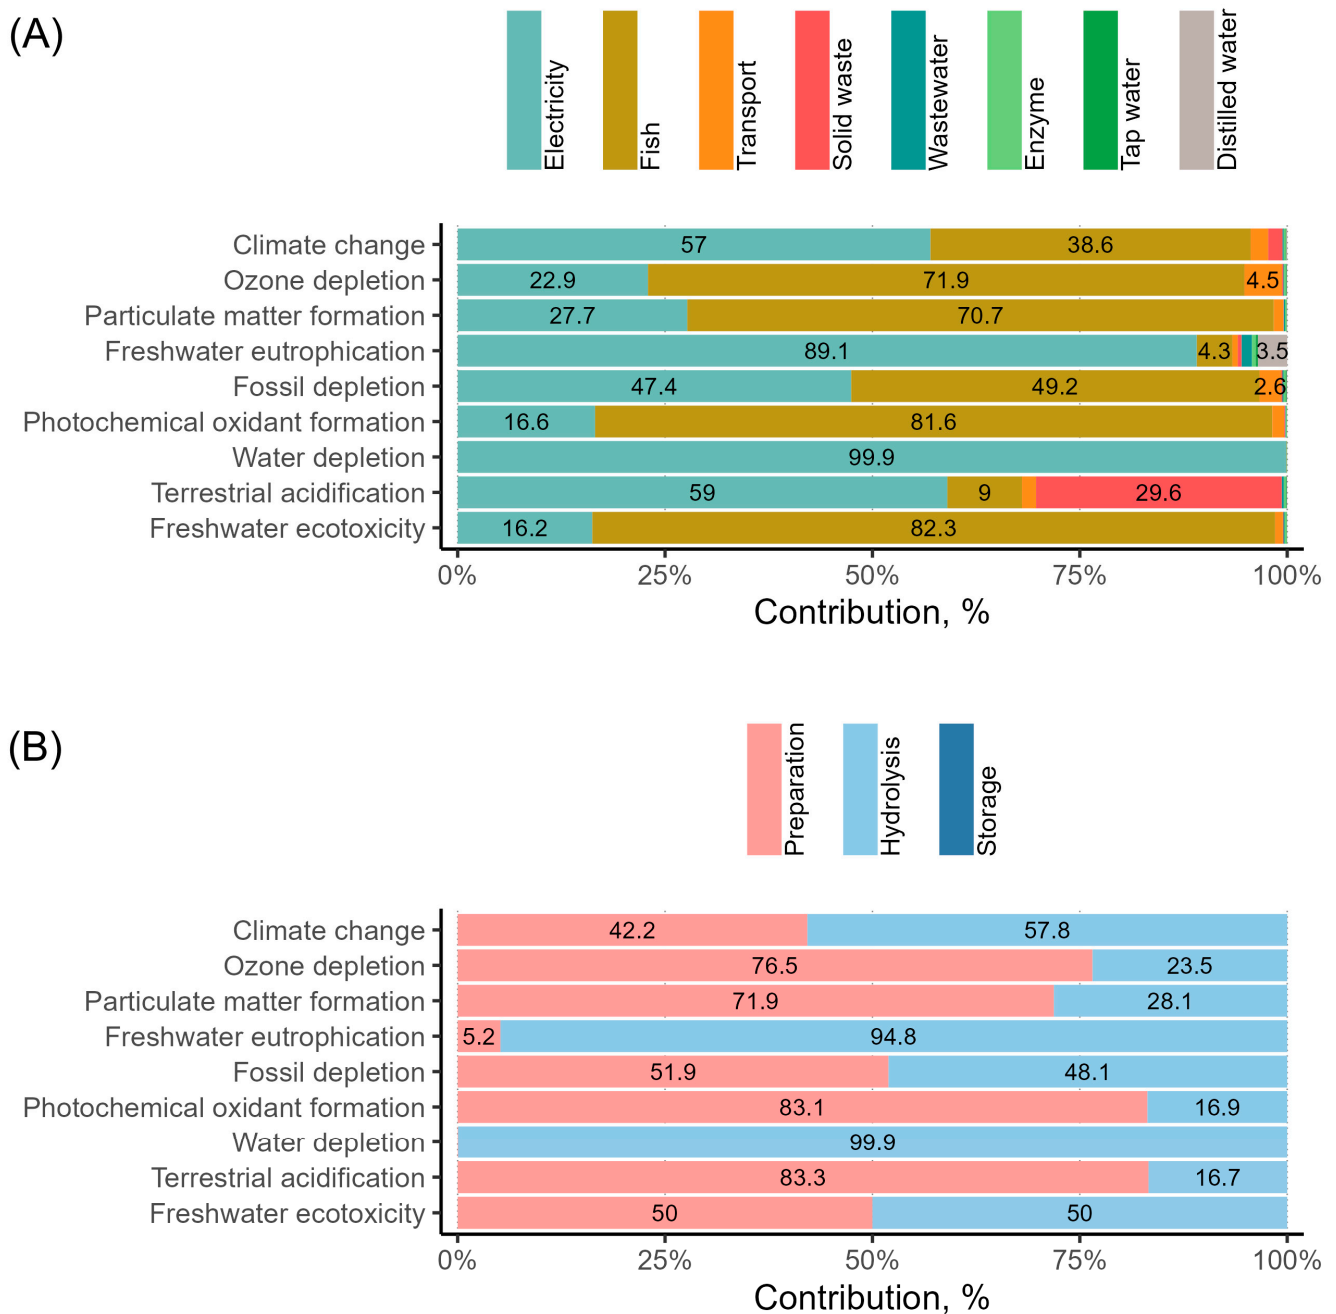 (A)
Electricity
Fish
Transport
Solid waste
Wastewater
Enzyme
Tap water
Distilled water
Climate change 57 38.6
Ozone depletion 22.9 71.9 4.5
Particulate matter formation 27.7 70.7
Freshwater eutrophication 89.1 4.3 3.5
Fossil depletion 47.4 49.2 2.6
Photochemical oxidant formation 16.6 81.6
Water depletion 99.9
Terrestrial acidification 59 9 29.6
Freshwater ecotoxicity 16.2 82.3
0% 25% 50% 75% 100%
Contribution, %
(B)
Preparation
Hydrolysis
Storage
Climate change 42.2 57.8
Ozone depletion 76.5 23.5
Particulate matter formation 71.9 28.1
Freshwater eutrophication 5.2 94.8
Fossil depletion 51.9 48.1
Photochemical oxidant formation 83.1 16.9
Water depletion 99.9
Terrestrial acidification 83.3 16.7
Freshwater ecotoxicity 50 50
0% 25% 50% 75% 100%
Contribution, %